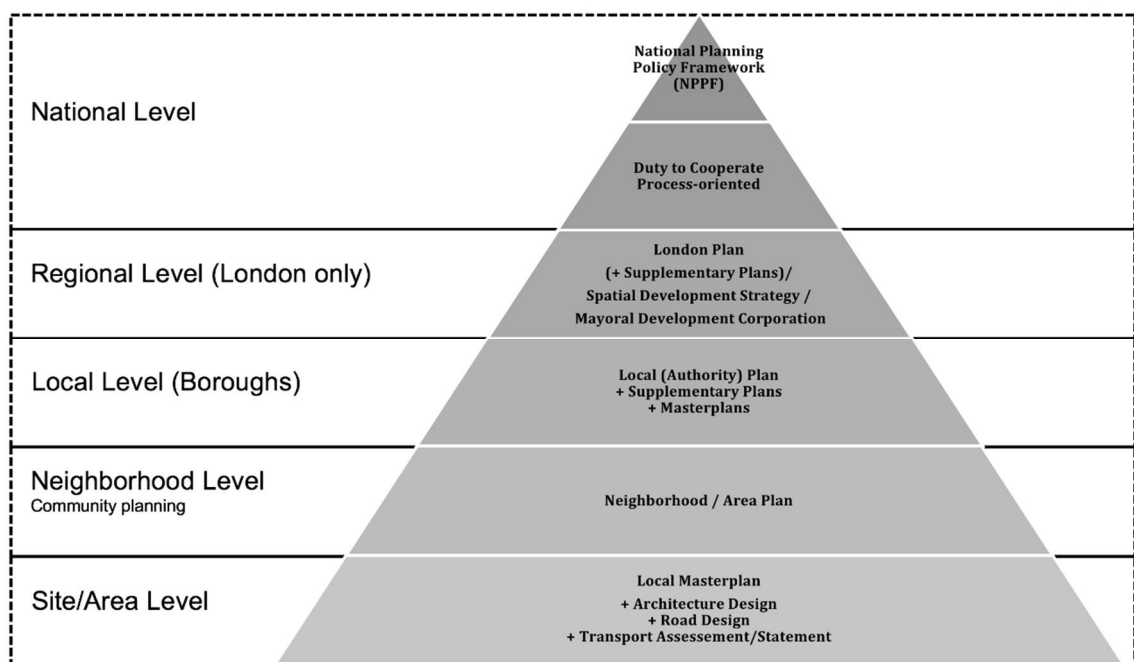 National Level
National Planning
Policy Framework
(NPPF)
Duty to Cooperate
Process-oriented
Regional Level (London only)
London Plan
(+ Supplementary Plans)/
Spatial Development Strategy /
Mayoral Development Corporation
Local Level (Boroughs)
Local (Authority) Plan
+ Supplementary Plans
+ Masterplans
Neighborhood Level
Community planning
Neighborhood / Area Plan
Site/Area Level
Local Masterplan
+ Architecture Design
+ Road Design
+ Transport Assessement/Statement